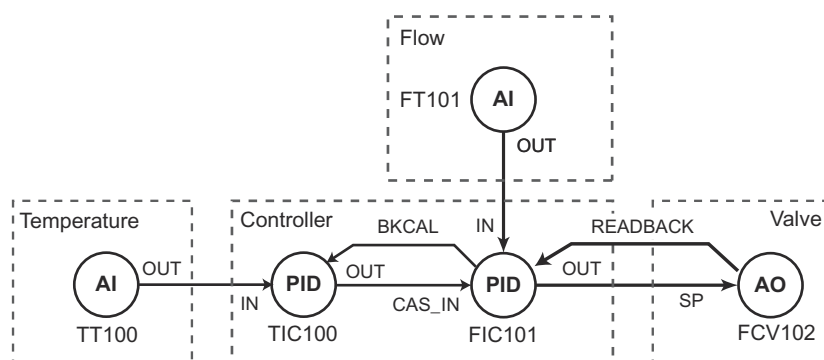 Flow
FT101
AI
OUT
Temperature
Controller
BKCAL
IN
READBACK
Valve
AI
OUT
IN
PID
OUT
CAS_IN
PID
OUT
SP
AO
TT100
TIC100
FIC101
FCV102